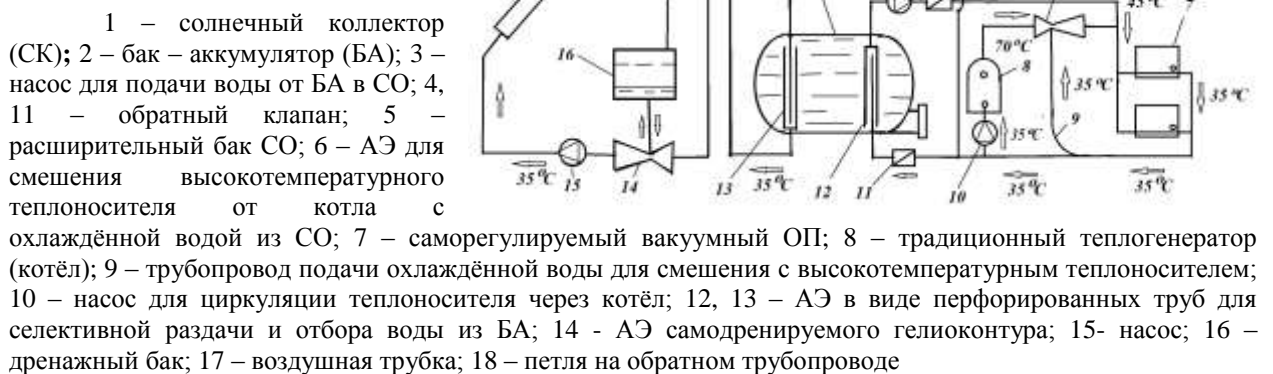 1 – солнечный коллектор
(СК); 2 – бак – аккумулятор (БА); 3 –
насос для подачи воды от БА в СО; 4,
11 – обратный клапан; 5 –
расширительный бак СО; 6 – АЭ для
смешения высокотемпературного
теплоносителя от котла с
охлаждённой водой из СО; 7 – саморегулируемый вакуумный ОП; 8 – традиционный теплогенератор
(котёл); 9 – трубопровод подачи охлаждённой воды для смешения с высокотемпературным теплоносителем;
10 – насос для циркуляции теплоносителя через котёл; 12, 13 – АЭ в виде перфорированных труб для
селективной раздачи и отбора воды из БА; 14 - АЭ самодренируемого гелиоконтура; 15- насос; 16 –
дренажный бак; 17 – воздушная трубка; 18 – петля на обратном трубопроводе
45°C
16
70°C
8
35°C
35°C
35°C
9
35°C
15
14
13
35°C
12
11
10
35°C
35°C